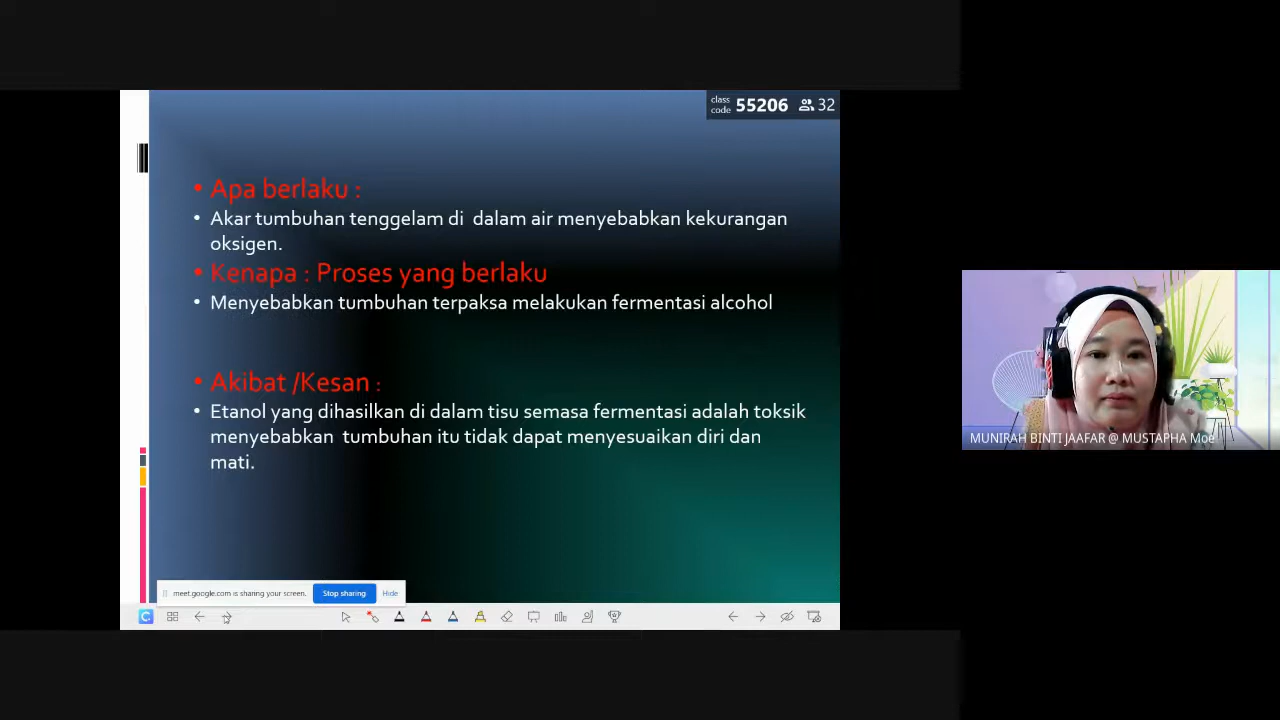 class
code 55206 32
• Apa berlaku :
• Akar tumbuhan tenggelam di dalam air menyebabkan kekurangan
oksigen.
• Kenapa : Proses yang berlaku
• Menyebabkan tumbuhan terpaksa melakukan fermentasi alcohol
• Akibat /Kesan :
• Etanol yang dihasilkan di dalam tisu semasa fermentasi adalah toksik
menyebabkan tumbuhan itu tidak dapat menyesuaikan diri dan
mati.
MUNIRAH BINTI JAAFAR @ MUSTAPHA Moe
meet.google.com is sharing your screen. Stop sharing Hide